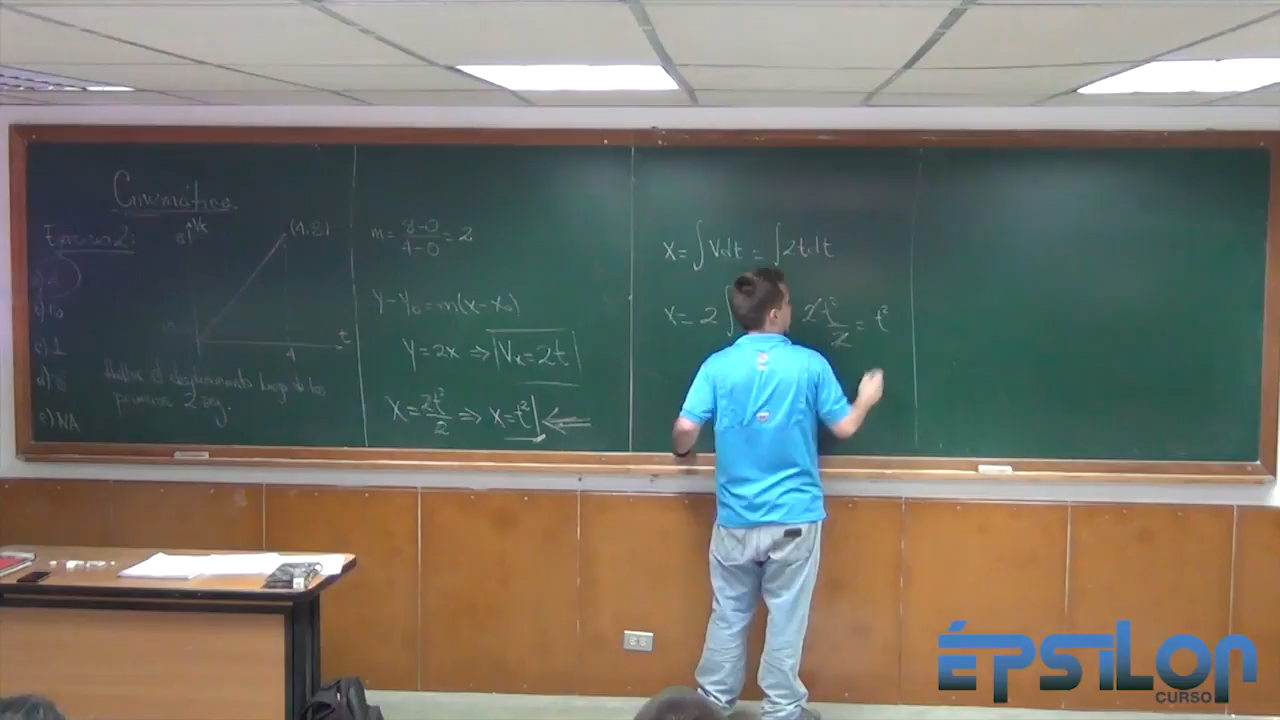 Cinemática
Ejercicio 2:
(4,8)
t
4
c) 1
e) NA
Hallar el desplazamiento luego de los
primeros 2 seg.
m = 8-0 / 4-0 = 2
y-y₀ = m(x-x₀)
y=2x ⇒ Vx=2t
x = 2t²/2 ⇒ x=t²
x = ∫Vdt = ∫2tdt
x = 2∫
2t²/2 = t²
ÉPSILON
CURSO